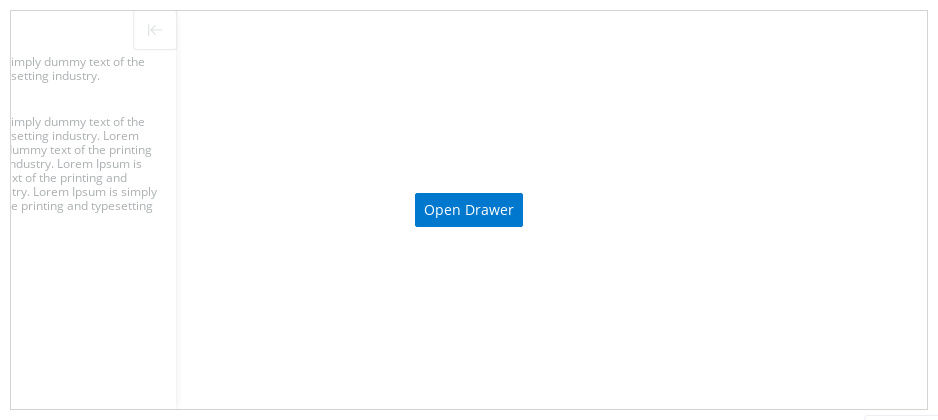 imply dummy text of the
setting industry.
imply dummy text of the
setting industry. Lorem
dummy text of the printing
ndustry. Lorem Ipsum is
xt of the printing and
try. Lorem Ipsum is simply
e printing and typesetting
Open Drawer